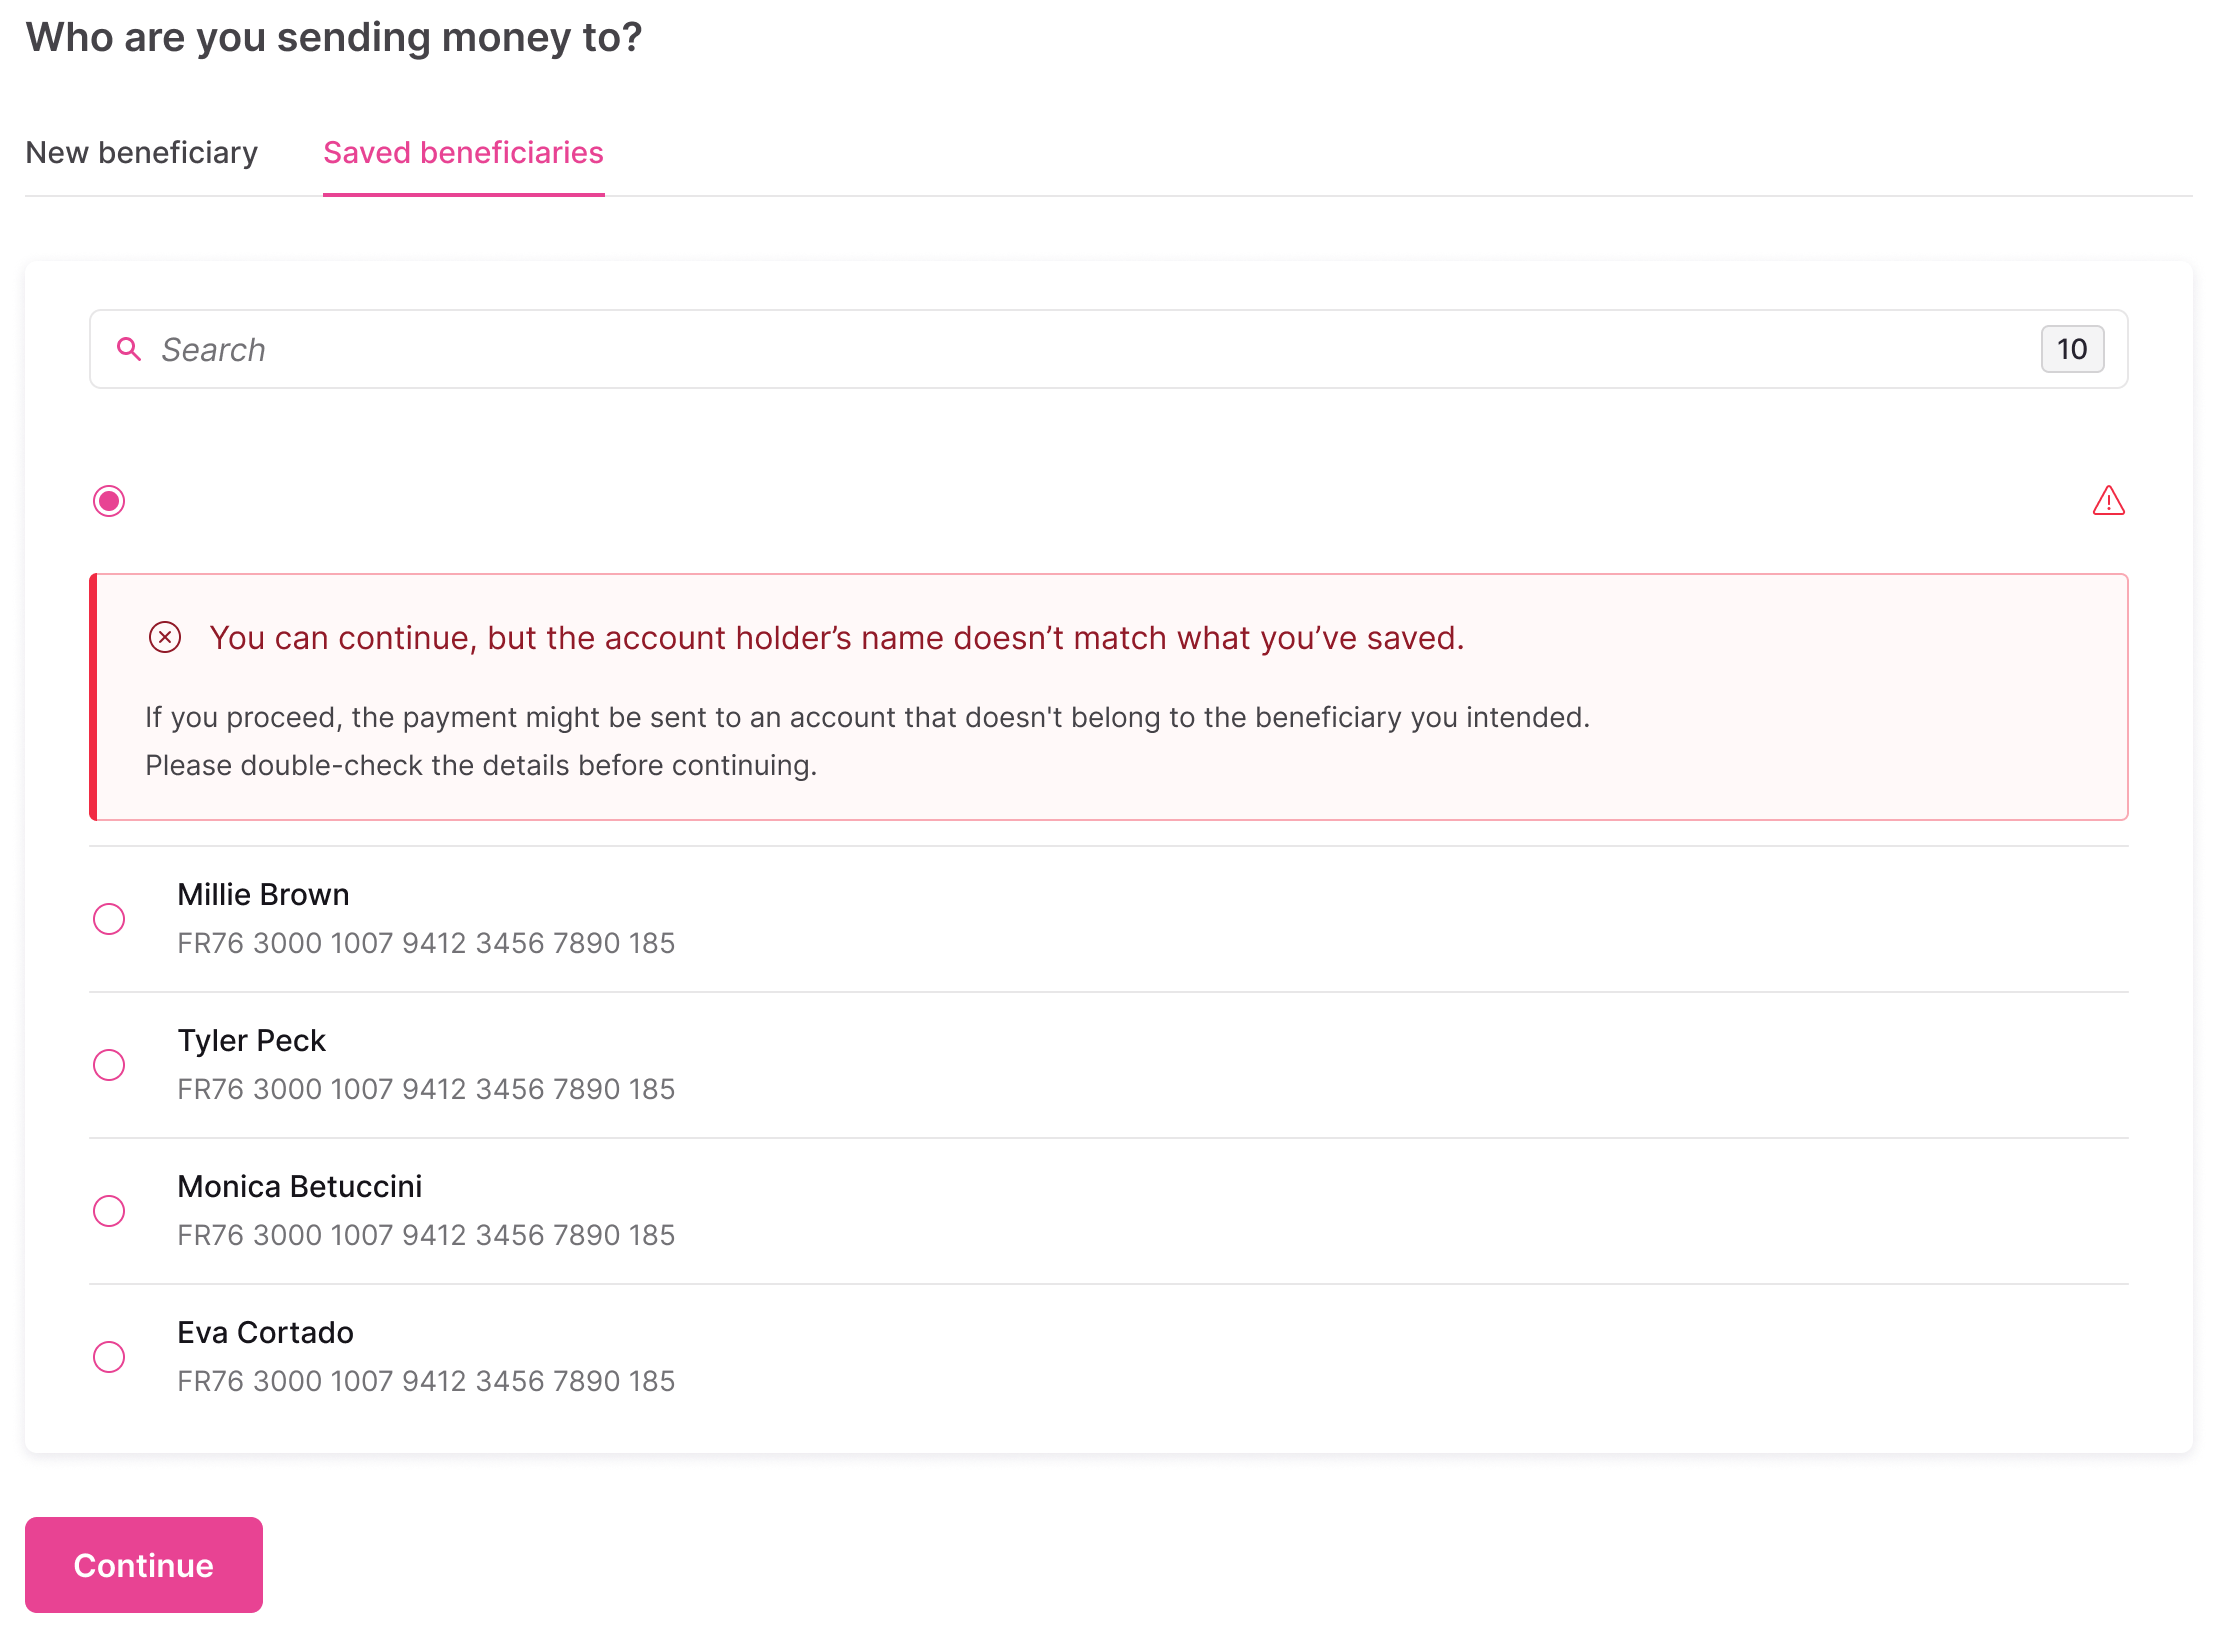 Who are you sending money to?
New beneficiary
Saved beneficiaries
Search
10
You can continue, but the account holder’s name doesn’t match what you’ve saved.
If you proceed, the payment might be sent to an account that doesn't belong to the beneficiary you intended.
Please double-check the details before continuing.
Millie Brown
FR76 3000 1007 9412 3456 7890 185
Tyler Peck
FR76 3000 1007 9412 3456 7890 185
Monica Betuccini
FR76 3000 1007 9412 3456 7890 185
Eva Cortado
FR76 3000 1007 9412 3456 7890 185
Continue